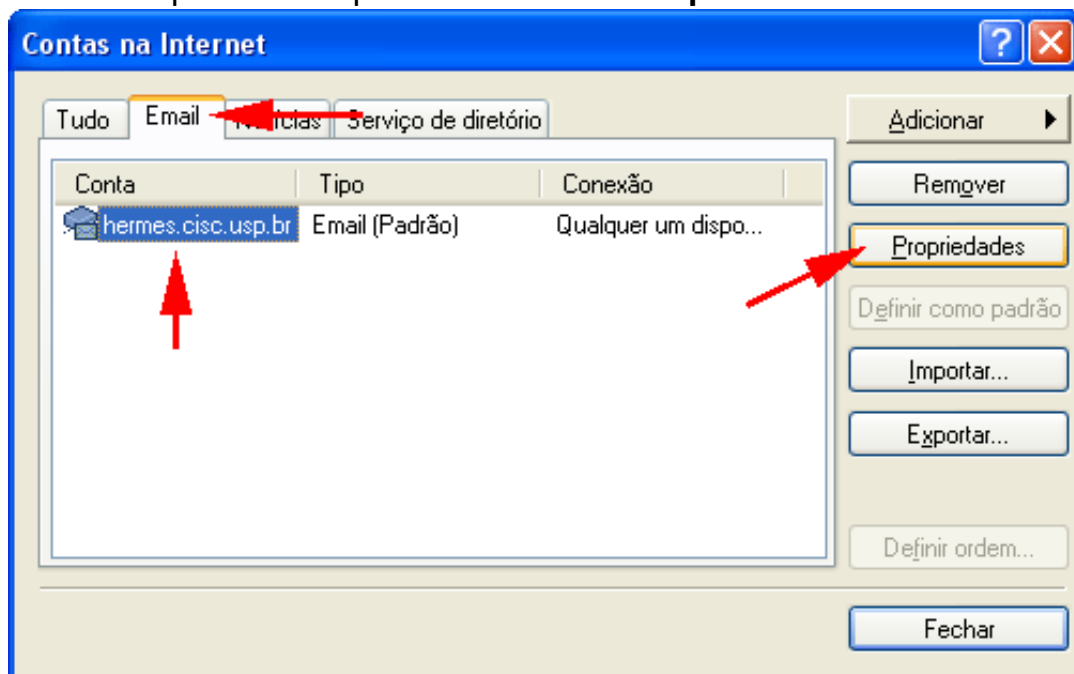 Contas na Internet
Tudo Email Notícias Serviço de diretório
Adicionar
Conta Tipo Conexão
Remover
hermes.cisc.usp.br Email (Padrão) Qualquer um dispo...
Propriedades
Definir como padrão
Importar...
Exportar...
Definir ordem...
Fechar